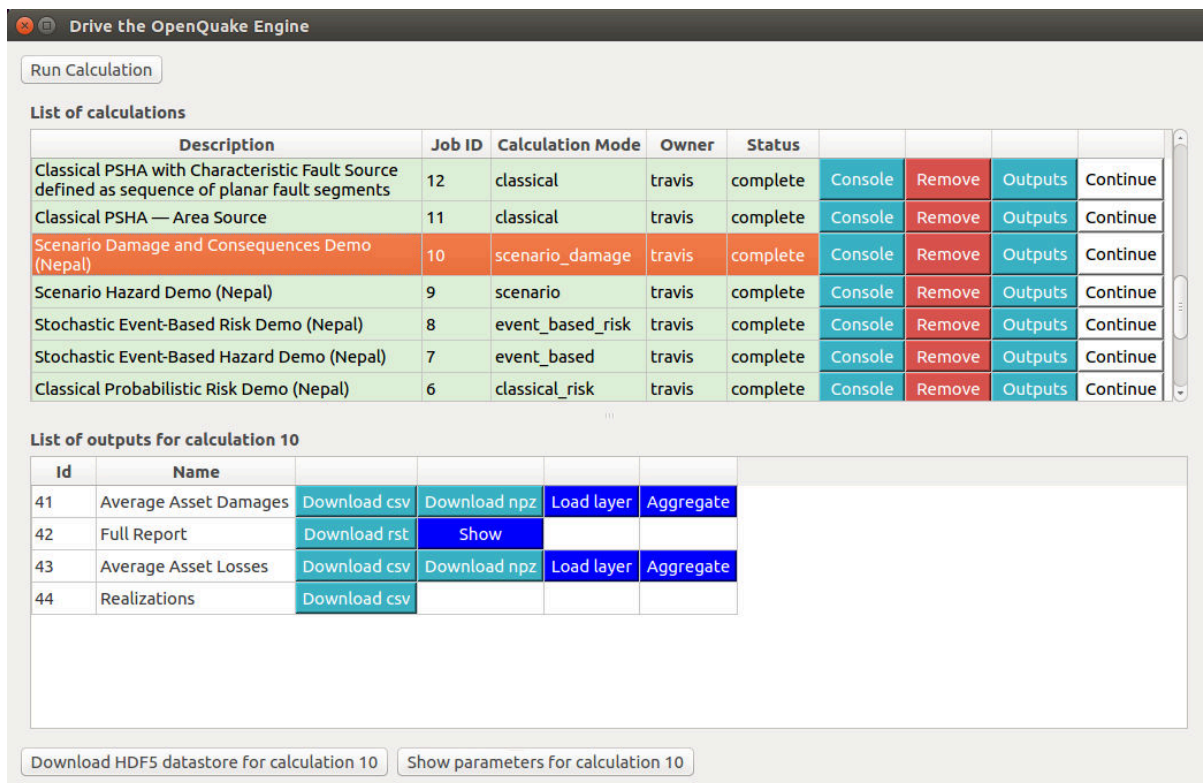 Drive the OpenQuake Engine
Run Calculation
List of calculations
Description Job ID Calculation Mode Owner Status
Classical PSHA with Characteristic Fault Source
defined as sequence of planar fault segments 12 classical travis complete Console Remove Outputs Continue
Classical PSHA — Area Source 11 classical travis complete Console Remove Outputs Continue
Scenario Damage and Consequences Demo
(Nepal) 10 scenario_damage travis complete Console Remove Outputs Continue
Scenario Hazard Demo (Nepal) 9 scenario travis complete Console Remove Outputs Continue
Stochastic Event-Based Risk Demo (Nepal) 8 event_based_risk travis complete Console Remove Outputs Continue
Stochastic Event-Based Hazard Demo (Nepal) 7 event_based travis complete Console Remove Outputs Continue
Classical Probabilistic Risk Demo (Nepal) 6 classical_risk travis complete Console Remove Outputs Continue
List of outputs for calculation 10
Id Name
41 Average Asset Damages Download csv Download npz Load layer Aggregate
42 Full Report Download rst Show
43 Average Asset Losses Download csv Download npz Load layer Aggregate
44 Realizations Download csv
Download HDF5 datastore for calculation 10 Show parameters for calculation 10